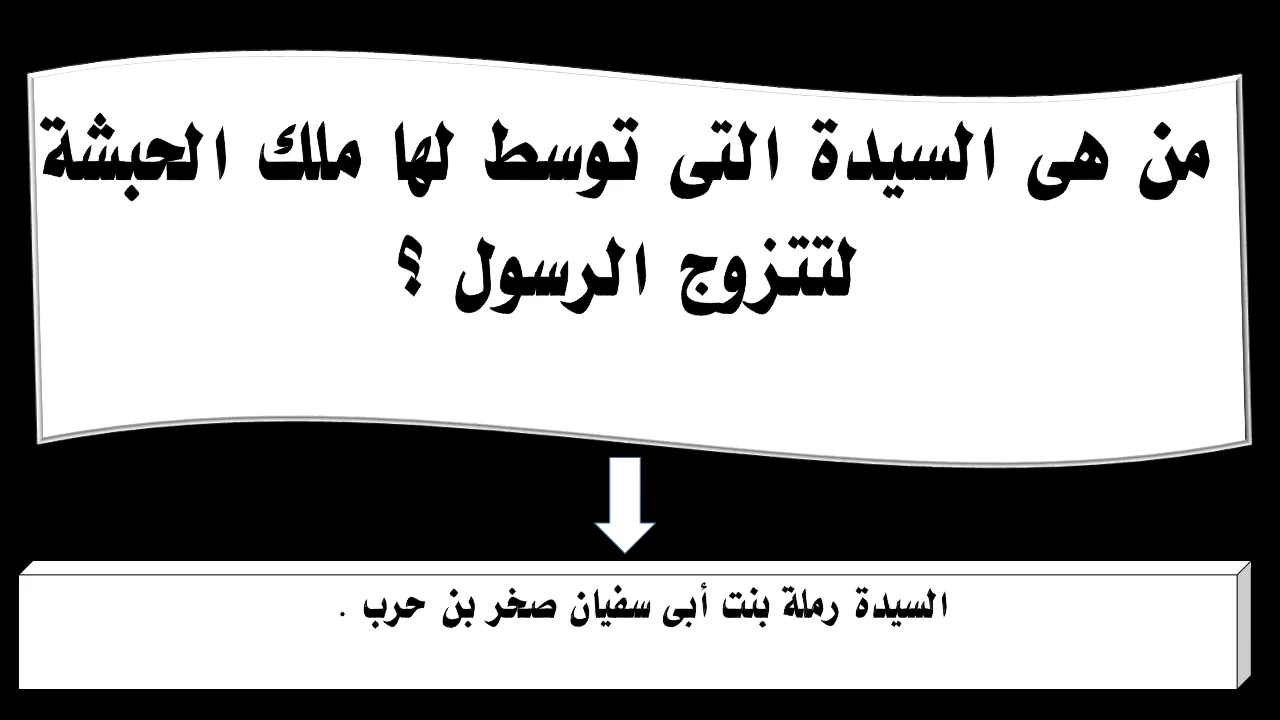 من هى السيدة التى توسط لها ملك الحبشة
لتتزوج الرسول ؟
السيدة رملة بنت أبى سفيان صخر بن حرب .